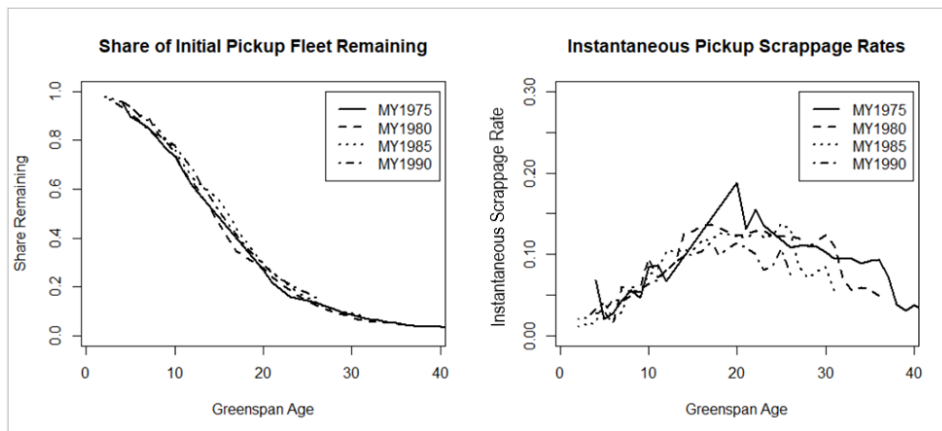 Share of Initial Pickup Fleet Remaining
Share Remaining
1.0
0.8
0.6
0.4
0.2
0.0
MY1975
MY1980
MY1985
MY1990
0 10 20 30 40
Greenspan Age
Instantaneous Pickup Scrappage Rates
Instantaneous Scrappage Rate
0.30
0.20
0.10
0.00
MY1975
MY1980
MY1985
MY1990
0 10 20 30 40
Greenspan Age